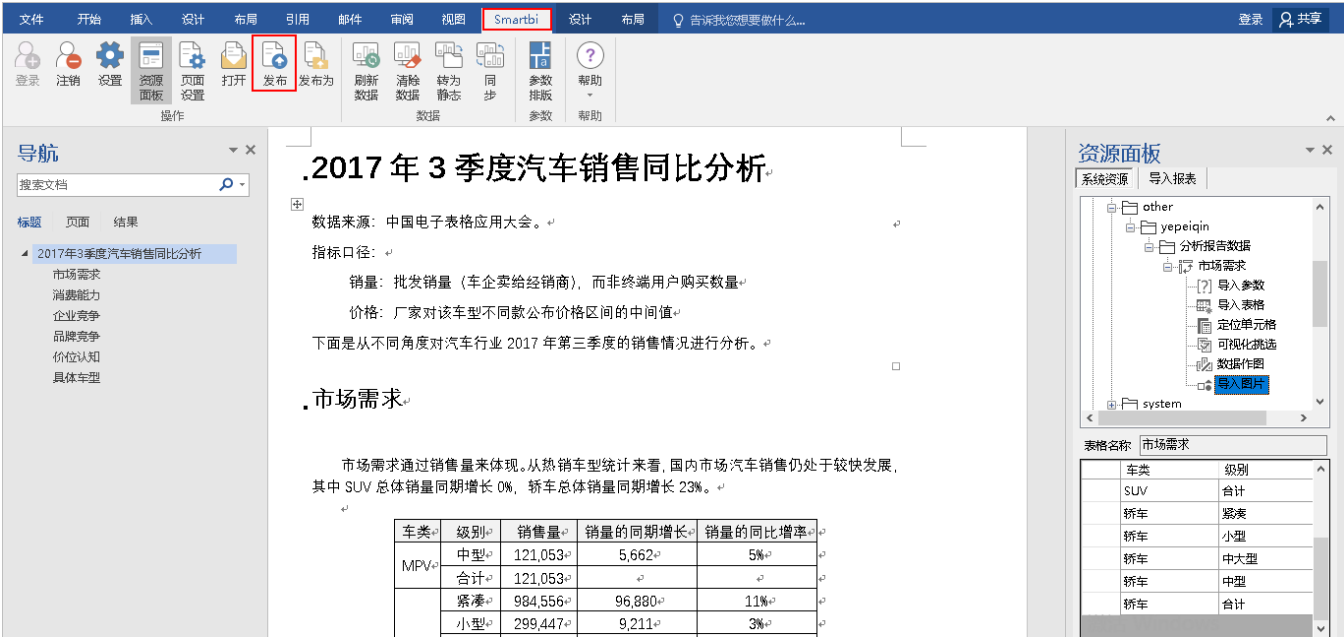 文件 开始 插入 设计 布局 引用 邮件 审阅 视图 Smartbi 设计 布局 告诉我您想要做什么... 登录 共享
登录 注销 设置 资源面板 页面设置 打开 发布 发布为 刷新数据 清除数据 转为静态 同步 参数排版 帮助
操作 数据 参数 帮助
导航
搜索文档
标题 页面 结果
2017年3季度汽车销售同比分析
市场需求
消费能力
企业竞争
品牌竞争
价位认知
具体车型
2017 年 3 季度汽车销售同比分析
数据来源：中国电子表格应用大会。
指标口径：
销量：批发销量（车企卖给经销商），而非终端用户购买数量
价格：厂家对该车型不同款公布价格区间的中间值
下面是从不同角度对汽车行业 2017 年第三季度的销售情况进行分析。
市场需求
市场需求通过销售量来体现。从热销车型统计来看，国内市场汽车销售仍处于较快发展，
其中 SUV 总体销量同期增长 0%，轿车总体销量同期增长 23%。
车类 级别 销售量 销量的同期增长 销量的同比增率
MPV 中型 121,053 5,662 5%
合计 121,053
紧凑 984,556 96,880 11%
小型 299,447 9,211 3%
资源面板
系统资源 导入报表
other
yepeiqin
分析报告数据
市场需求
导入参数
导入表格
定位单元格
可视化挑选
数据作图
导入图片
system
表格名称 市场需求
车类 级别
SUV 合计
轿车 紧凑
轿车 小型
轿车 中大型
轿车 中型
轿车 合计